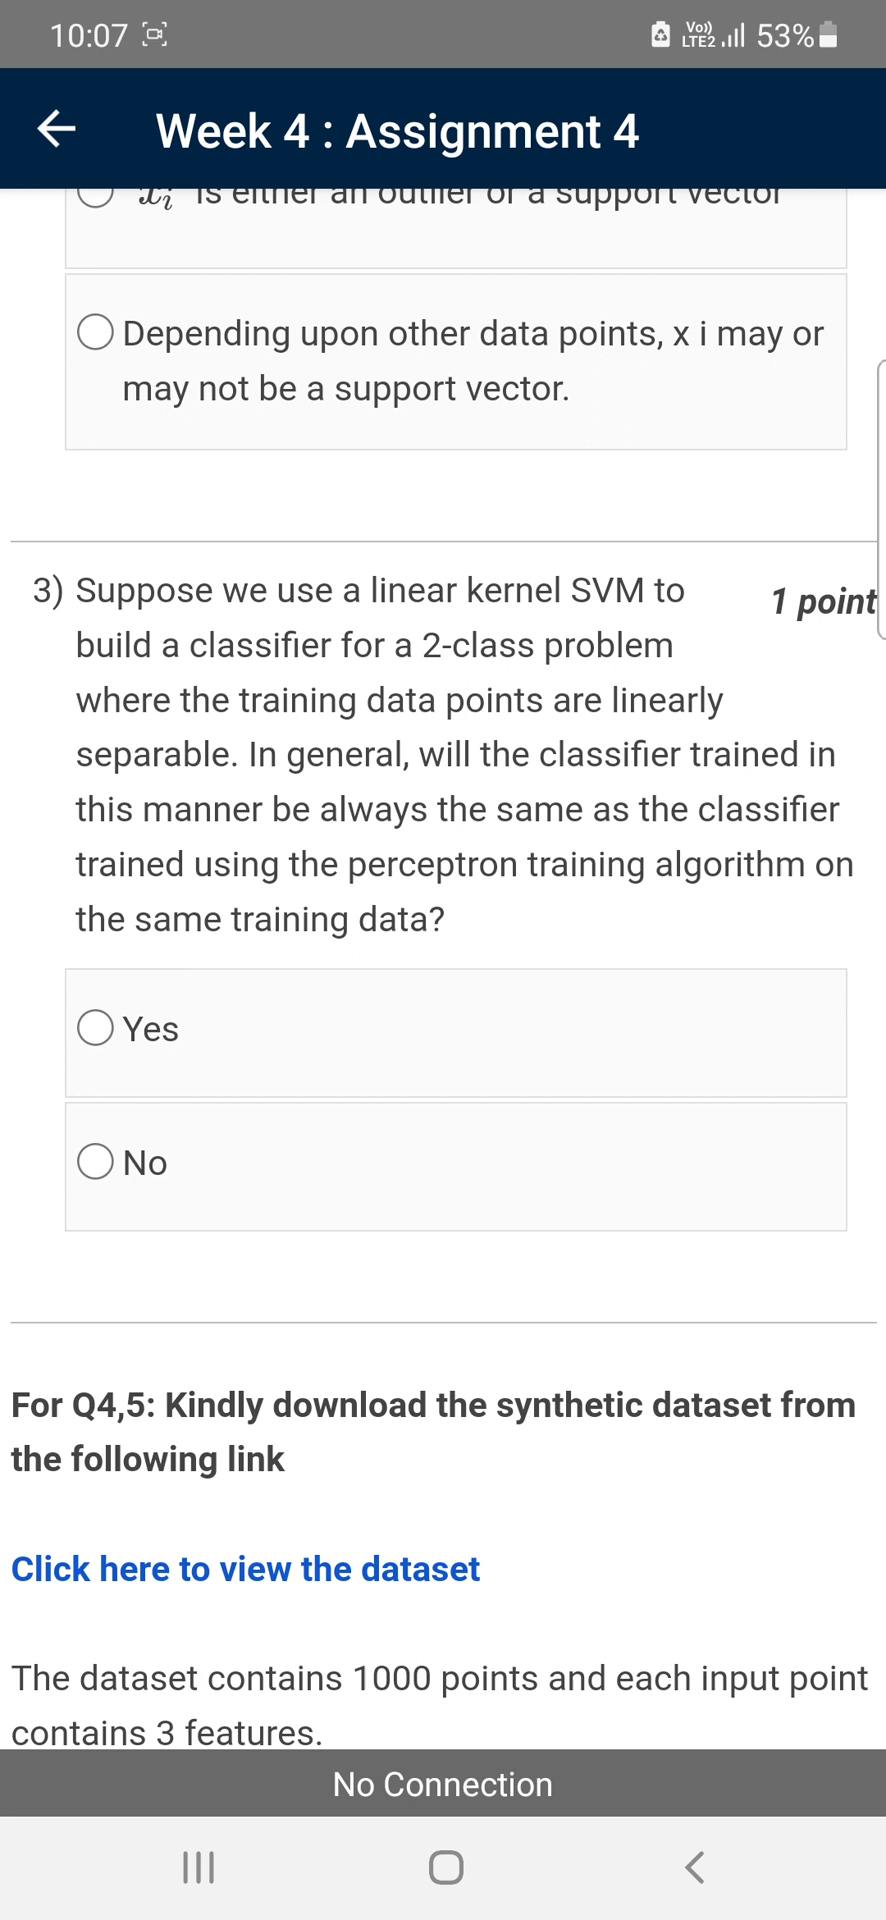 10:07 Vo)) LTE2 53%
Week 4 : Assignment 4
x_i is either an outlier or a support vector
Depending upon other data points, x i may or
may not be a support vector.
3) Suppose we use a linear kernel SVM to
1 point
build a classifier for a 2-class problem
where the training data points are linearly
separable. In general, will the classifier trained in
this manner be always the same as the classifier
trained using the perceptron training algorithm on
the same training data?
Yes
No
For Q4,5: Kindly download the synthetic dataset from
the following link
Click here to view the dataset
The dataset contains 1000 points and each input point
contains 3 features.
No Connection